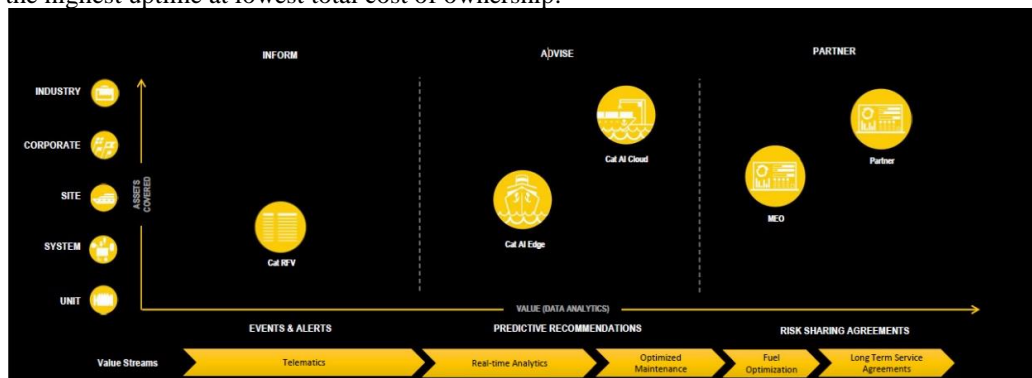 the highest uptime at lowest total cost of ownership.
INFORM
ADVISE
PARTNER
INDUSTRY
CORPORATE
SITE
SYSTEM
UNIT
ASSETS
COVERED
Cat RFV
Cat AI Edge
Cat AI Cloud
MEO
Partner
VALUE (DATA ANALYTICS)
EVENTS & ALERTS
PREDICTIVE RECOMMENDATIONS
RISK SHARING AGREEMENTS
Value Streams
Telematics
Real-time Analytics
Optimized
Maintenance
Fuel
Optimization
Long Term Service
Agreements